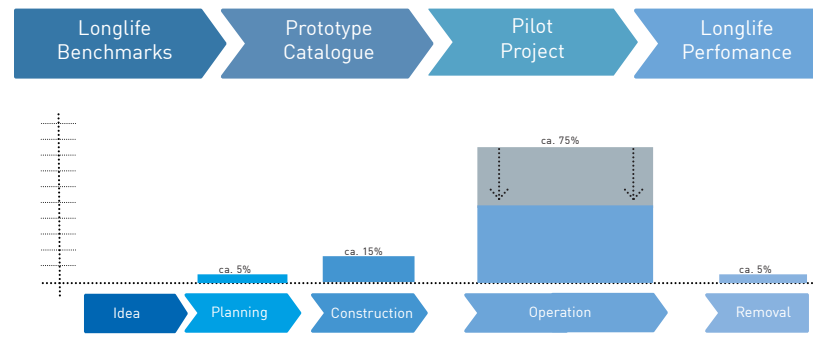 Longlife
Benchmarks
Prototype
Catalogue
Pilot
Project
Longlife
Perfomance
ca. 75%
ca. 15%
ca. 5%
ca. 5%
Idea
Planning
Construction
Operation
Removal